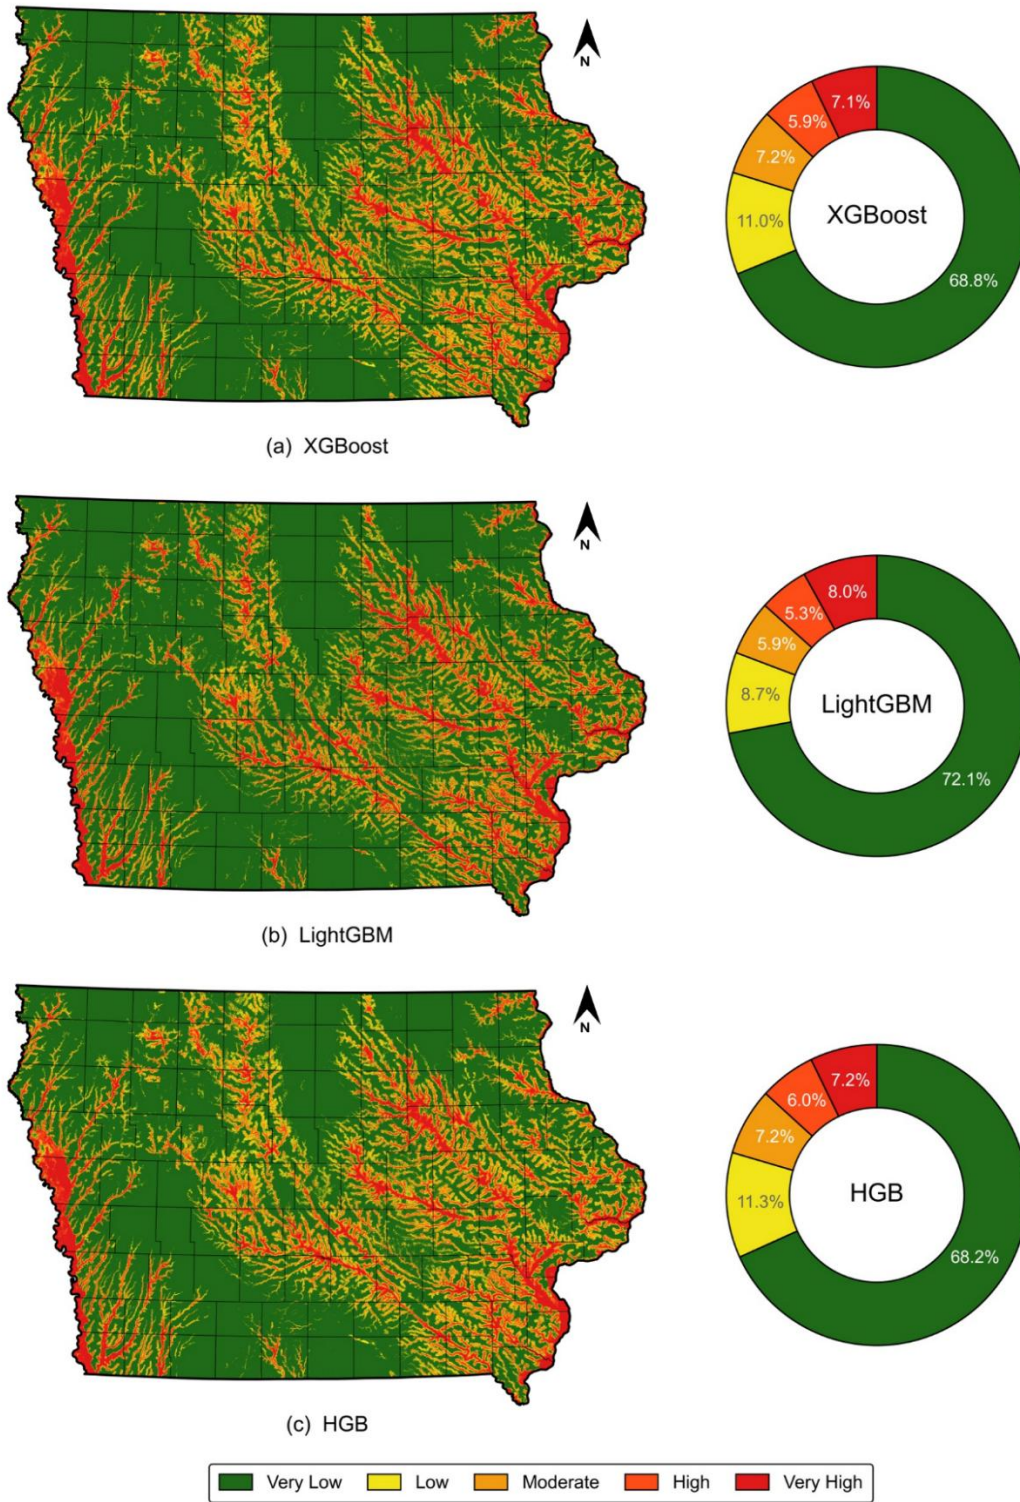 N
7.1%
5.9%
7.2%
11.0%
XGBoost
68.8%
(a) XGBoost
N
8.0%
5.3%
5.9%
8.7%
LightGBM
72.1%
(b) LightGBM
N
7.2%
6.0%
7.2%
11.3%
HGB
68.2%
(c) HGB
Very Low Low Moderate High Very High